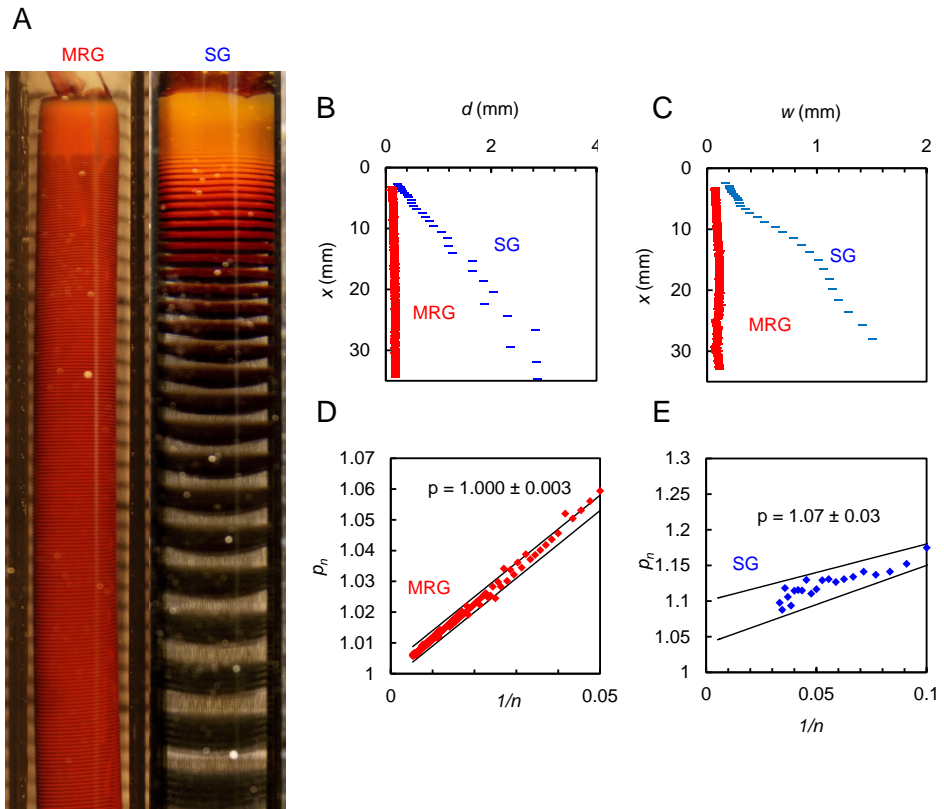 A
MRG
SG
B
d (mm)
0
2
4
0
10
20
30
x (mm)
SG
MRG
C
w (mm)
0
1
2
0
10
20
30
x (mm)
SG
MRG
D
1.07
1.06
1.05
1.04
1.03
1.02
1.01
1
pn
p = 1.000 ± 0.003
MRG
0
0.05
1/n
E
1.3
1.25
1.2
1.15
1.1
1.05
1
pn
p = 1.07 ± 0.03
SG
0
0.05
0.1
1/n